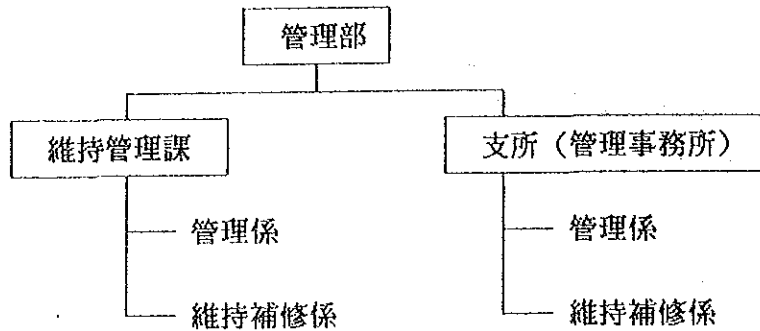 管理部
維持管理課
支所（管理事務所）
管理係
管理係
維持補修係
維持補修係